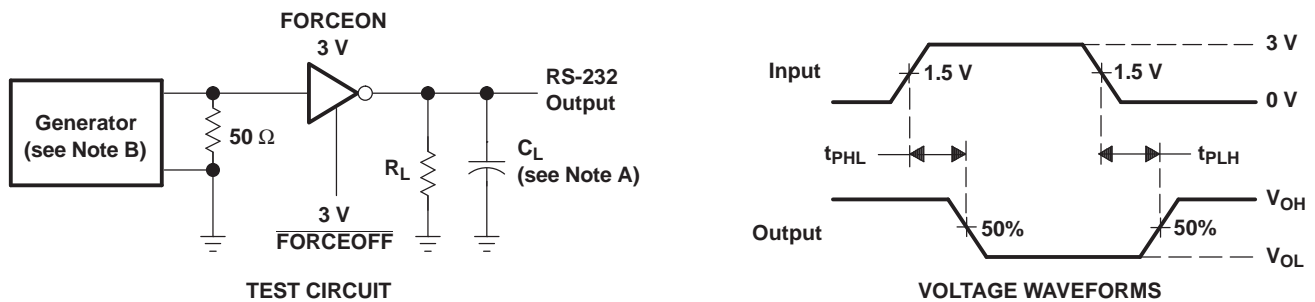 FORCEON
3 V
Generator
(see Note B)
50 Ω
RS-232
Output
R_L
C_L
(see Note A)
3 V
FORCEOFF
TEST CIRCUIT
Input
1.5 V
1.5 V
3 V
0 V
t_PHL
t_PLH
Output
50%
50%
V_OH
V_OL
VOLTAGE WAVEFORMS